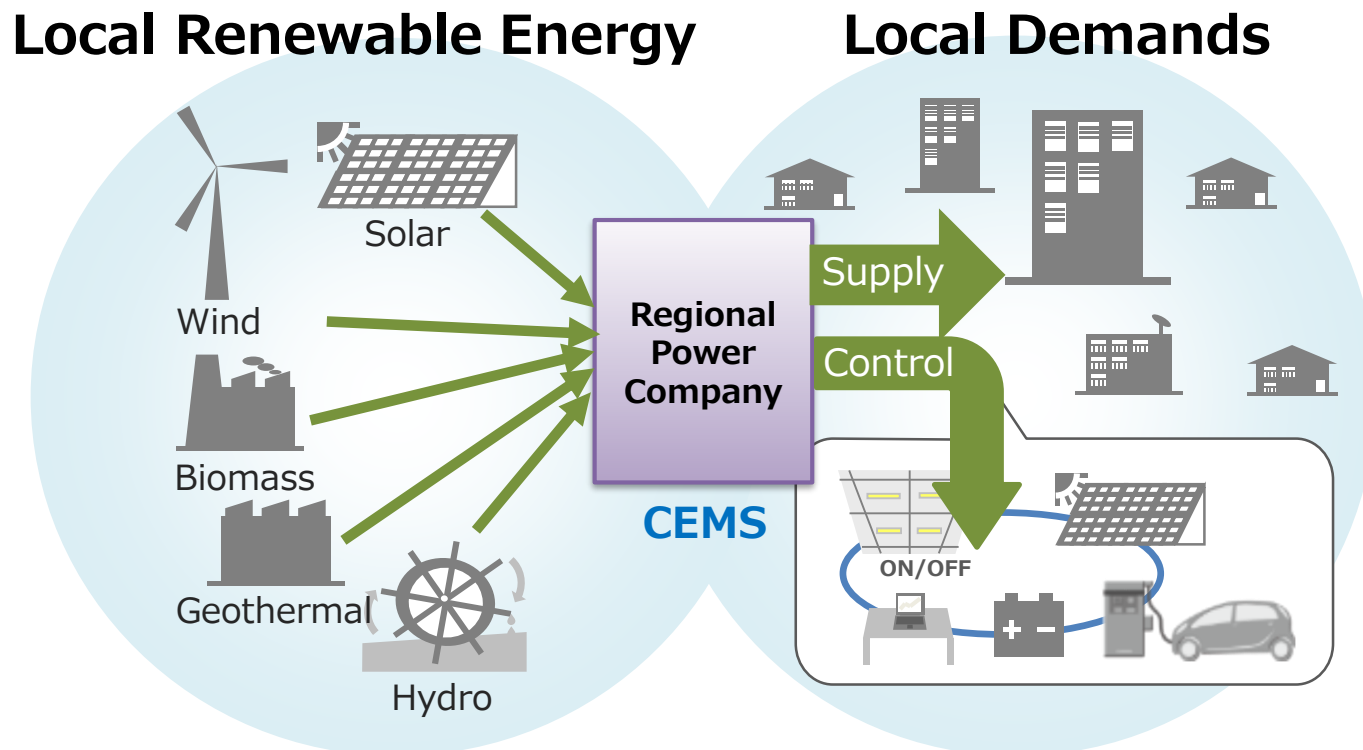 Local Renewable Energy
Local Demands
Solar
Wind
Biomass
Geothermal
Hydro
Regional
Power
Company
CEMS
Supply
Control
ON/OFF
+ −